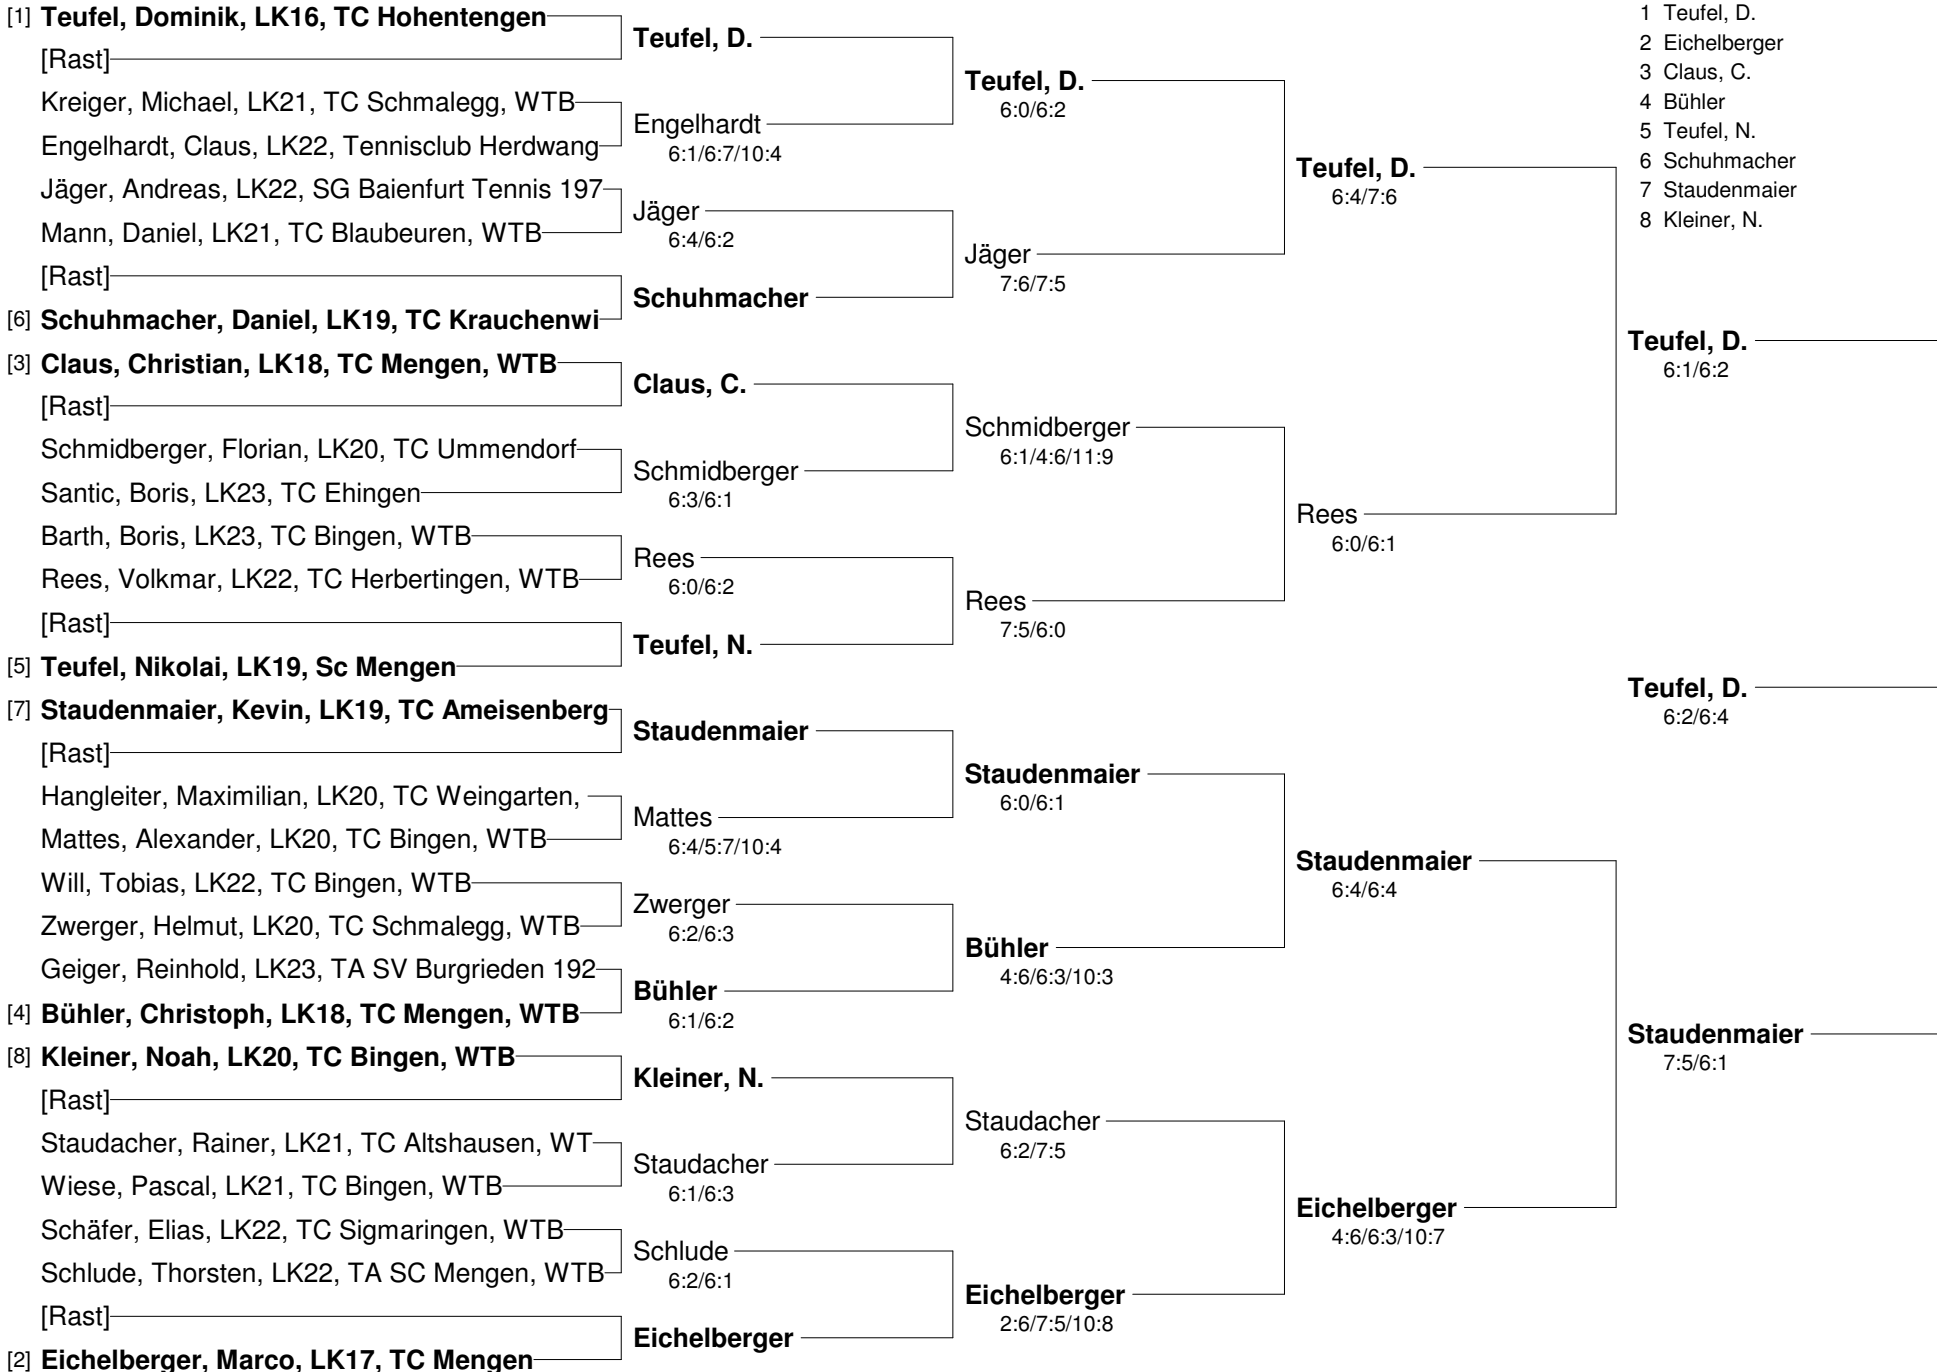 [1] Teufel, Dominik, LK16, TC Hohentengen
[Rast]
Kreiger, Michael, LK21, TC Schmalegg, WTB
Engelhardt, Claus, LK22, Tennisclub Herdwang
Jäger, Andreas, LK22, SG Baienfurt Tennis 197
Mann, Daniel, LK21, TC Blaubeuren, WTB
[Rast]
[6] Schuhmacher, Daniel, LK19, TC Krauchenwi
[3] Claus, Christian, LK18, TC Mengen, WTB
[Rast]
Schmidberger, Florian, LK20, TC Ummendorf
Santic, Boris, LK23, TC Ehingen
Barth, Boris, LK23, TC Bingen, WTB
Rees, Volkmar, LK22, TC Herbertingen, WTB
[Rast]
[5] Teufel, Nikolai, LK19, Sc Mengen
[7] Staudenmaier, Kevin, LK19, TC Ameisenberg
[Rast]
Hangleiter, Maximilian, LK20, TC Weingarten,
Mattes, Alexander, LK20, TC Bingen, WTB
Will, Tobias, LK22, TC Bingen, WTB
Zwerger, Helmut, LK20, TC Schmalegg, WTB
Geiger, Reinhold, LK23, TA SV Burgrieden 192
[4] Bühler, Christoph, LK18, TC Mengen, WTB
[8] Kleiner, Noah, LK20, TC Bingen, WTB
[Rast]
Staudacher, Rainer, LK21, TC Altshausen, WT
Wiese, Pascal, LK21, TC Bingen, WTB
Schäfer, Elias, LK22, TC Sigmaringen, WTB
Schlude, Thorsten, LK22, TA SC Mengen, WTB
[Rast]
[2] Eichelberger, Marco, LK17, TC Mengen
Teufel, D.
Engelhardt
6:1/6:7/10:4
Jäger
6:4/6:2
Schuhmacher
Claus, C.
Schmidberger
6:3/6:1
Rees
6:0/6:2
Teufel, N.
Staudenmaier
Mattes
6:4/5:7/10:4
Zwerger
6:2/6:3
Bühler
6:1/6:2
Kleiner, N.
Staudacher
6:1/6:3
Schlude
6:2/6:1
Eichelberger
Teufel, D.
6:0/6:2
Jäger
7:6/7:5
Schmidberger
6:1/4:6/11:9
Rees
7:5/6:0
Staudenmaier
6:0/6:1
Bühler
4:6/6:3/10:3
Staudacher
6:2/7:5
Eichelberger
2:6/7:5/10:8
Teufel, D.
6:4/7:6
Rees
6:0/6:1
Staudenmaier
6:4/6:4
Eichelberger
4:6/6:3/10:7
1 Teufel, D.
2 Eichelberger
3 Claus, C.
4 Bühler
5 Teufel, N.
6 Schuhmacher
7 Staudenmaier
8 Kleiner, N.
Teufel, D.
6:1/6:2
Teufel, D.
6:2/6:4
Staudenmaier
7:5/6:1